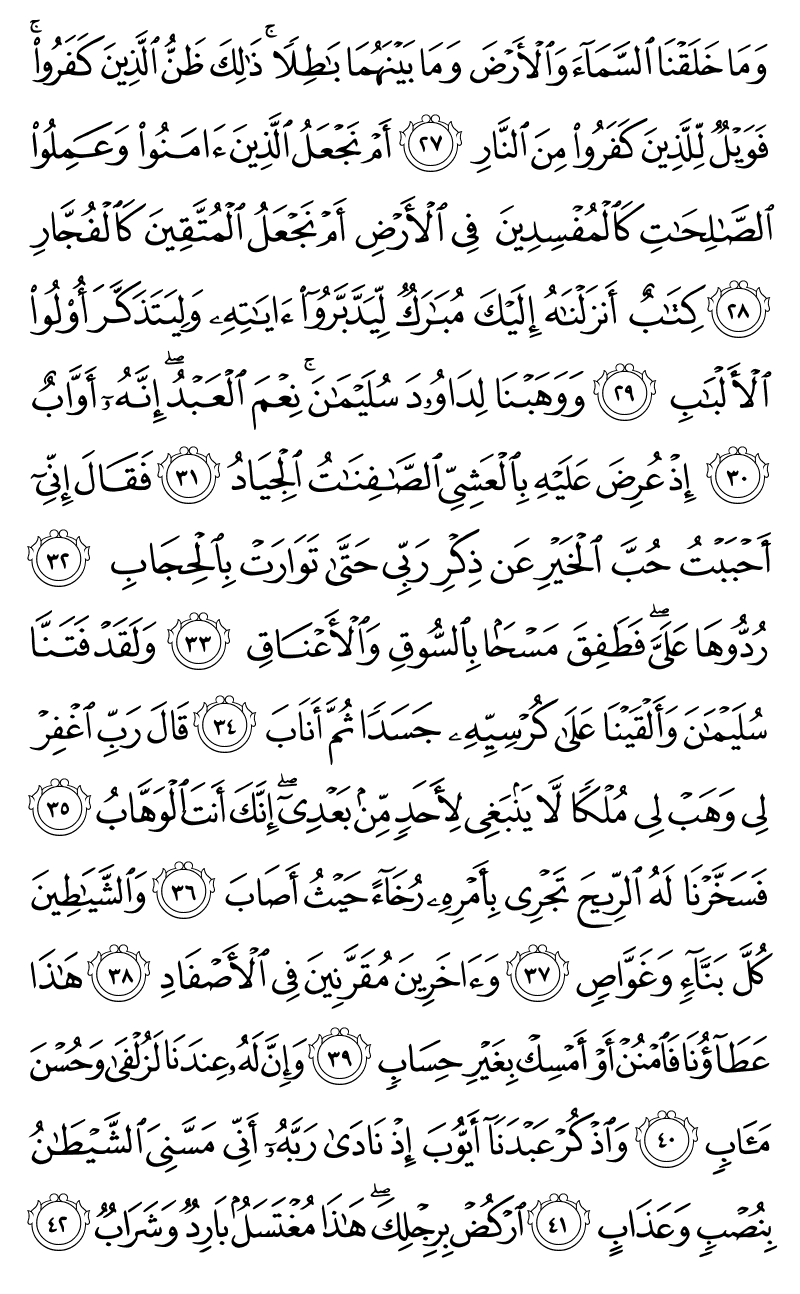 وَمَا خَلَقْنَا ٱلسَّمَآءَ وَٱلْأَرْضَ وَمَا بَيْنَهُمَا بَٰطِلًا ۚ ذَٰلِكَ ظَنُّ ٱلَّذِينَ كَفَرُوا۟ ۚ
فَوَيْلٌ لِّلَّذِينَ كَفَرُوا۟ مِنَ ٱلنَّارِ ٢٧ أَمْ نَجْعَلُ ٱلَّذِينَ ءَامَنُوا۟ وَعَمِلُوا۟
ٱلصَّٰلِحَٰتِ كَٱلْمُفْسِدِينَ فِى ٱلْأَرْضِ أَمْ نَجْعَلُ ٱلْمُتَّقِينَ كَٱلْفُجَّارِ
٢٨ كِتَٰبٌ أَنزَلْنَٰهُ إِلَيْكَ مُبَٰرَكٌ لِّيَدَّبَّرُوٓا۟ ءَايَٰتِهِۦ وَلِيَتَذَكَّرَ أُو۟لُوا۟
ٱلْأَلْبَٰبِ ٢٩ وَوَهَبْنَا لِدَاوُۥدَ سُلَيْمَٰنَ ۚ نِعْمَ ٱلْعَبْدُ ۖ إِنَّهُۥٓ أَوَّابٌ
٣٠ إِذْ عُرِضَ عَلَيْهِ بِٱلْعَشِىِّ ٱلصَّٰفِنَٰتُ ٱلْجِيَادُ ٣١ فَقَالَ إِنِّىٓ
أَحْبَبْتُ حُبَّ ٱلْخَيْرِ عَن ذِكْرِ رَبِّى حَتَّىٰ تَوَارَتْ بِٱلْحِجَابِ ٣٢
رُدُّوهَا عَلَىَّ ۖ فَطَفِقَ مَسْحًۢا بِٱلسُّوقِ وَٱلْأَعْنَاقِ ٣٣ وَلَقَدْ فَتَنَّا
سُلَيْمَٰنَ وَأَلْقَيْنَا عَلَىٰ كُرْسِيِّهِۦ جَسَدًا ثُمَّ أَنَابَ ٣٤ قَالَ رَبِّ ٱغْفِرْ
لِى وَهَبْ لِى مُلْكًا لَّا يَنۢبَغِى لِأَحَدٍ مِّنۢ بَعْدِىٓ ۖ إِنَّكَ أَنتَ ٱلْوَهَّابُ ٣٥
فَسَخَّرْنَا لَهُ ٱلرِّيحَ تَجْرِى بِأَمْرِهِۦ رُخَآءً حَيْثُ أَصَابَ ٣٦ وَٱلشَّيَٰطِينَ
كُلَّ بَنَّآءٍ وَغَوَّاصٍ ٣٧ وَءَاخَرِينَ مُقَرَّنِينَ فِى ٱلْأَصْفَادِ ٣٨ هَٰذَا
عَطَآؤُنَا فَٱمْنُنْ أَوْ أَمْسِكْ بِغَيْرِ حِسَابٍ ٣٩ وَإِنَّ لَهُۥ عِندَنَا لَزُلْفَىٰ وَحُسْنَ
مَـَٔابٍ ٤٠ وَٱذْكُرْ عَبْدَنَآ أَيُّوبَ إِذْ نَادَىٰ رَبَّهُۥٓ أَنِّى مَسَّنِىَ ٱلشَّيْطَٰنُ
بِنُصْبٍ وَعَذَابٍ ٤١ ٱرْكُضْ بِرِجْلِكَ ۖ هَٰذَا مُغْتَسَلٌۢ بَارِدٌ وَشَرَابٌ ٤٢